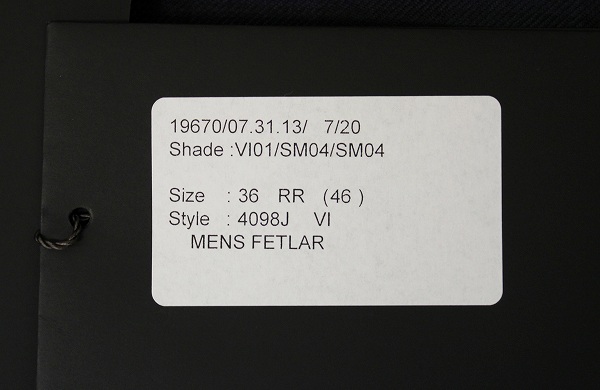 19670/07.31.13/ 7/20
Shade :VI01/SM04/SM04
Size : 36 RR (46 )
Style : 4098J VI
MENS FETLAR